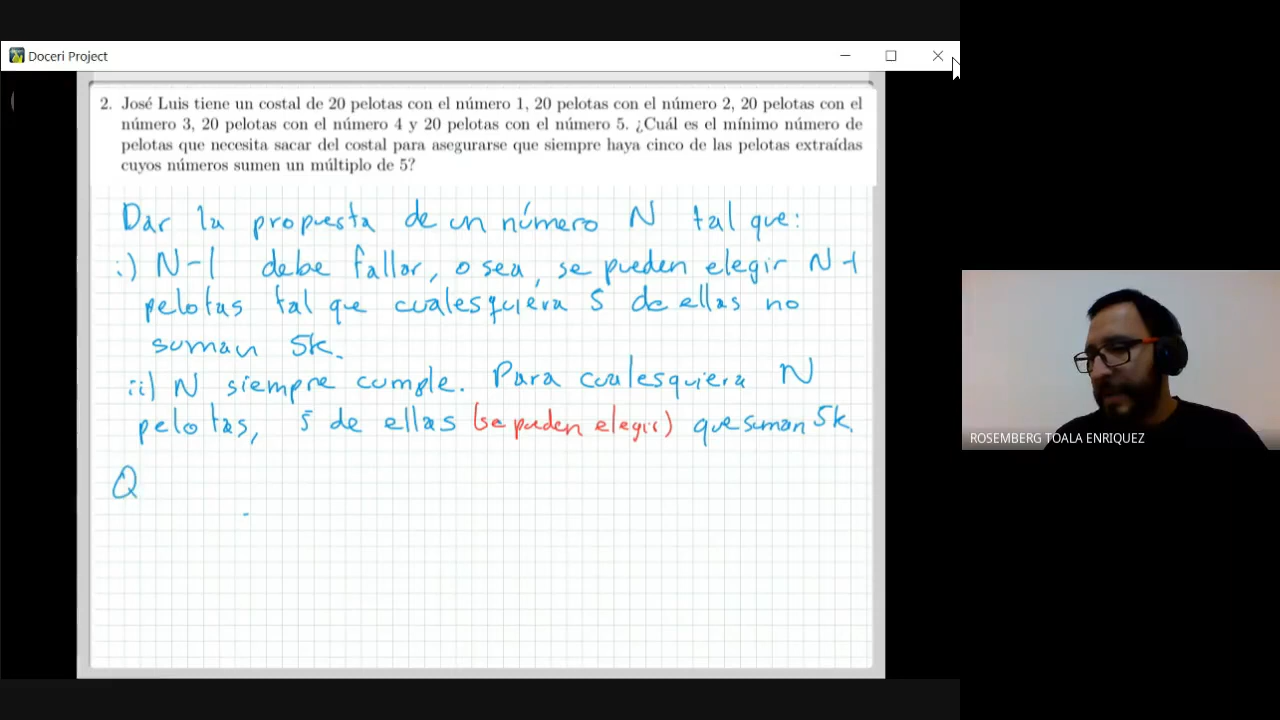 Doceri Project
2. José Luis tiene un costal de 20 pelotas con el número 1, 20 pelotas con el número 2, 20 pelotas con el
número 3, 20 pelotas con el número 4 y 20 pelotas con el número 5. ¿Cuál es el mínimo número de
pelotas que necesita sacar del costal para asegurarse que siempre haya cinco de las pelotas extraídas
cuyos números sumen un múltiplo de 5?
Dar la propuesta de un número N tal que:
i) N-1 debe fallar, o sea, se pueden elegir N-1
pelotas tal que cualesquiera 5 de ellas no
suman 5k.
ii) N siempre cumple. Para cualesquiera N
pelotas, 5 de ellas (se pueden elegir) que suman 5k.
Q
ROSEMBERG TOALA ENRIQUEZ